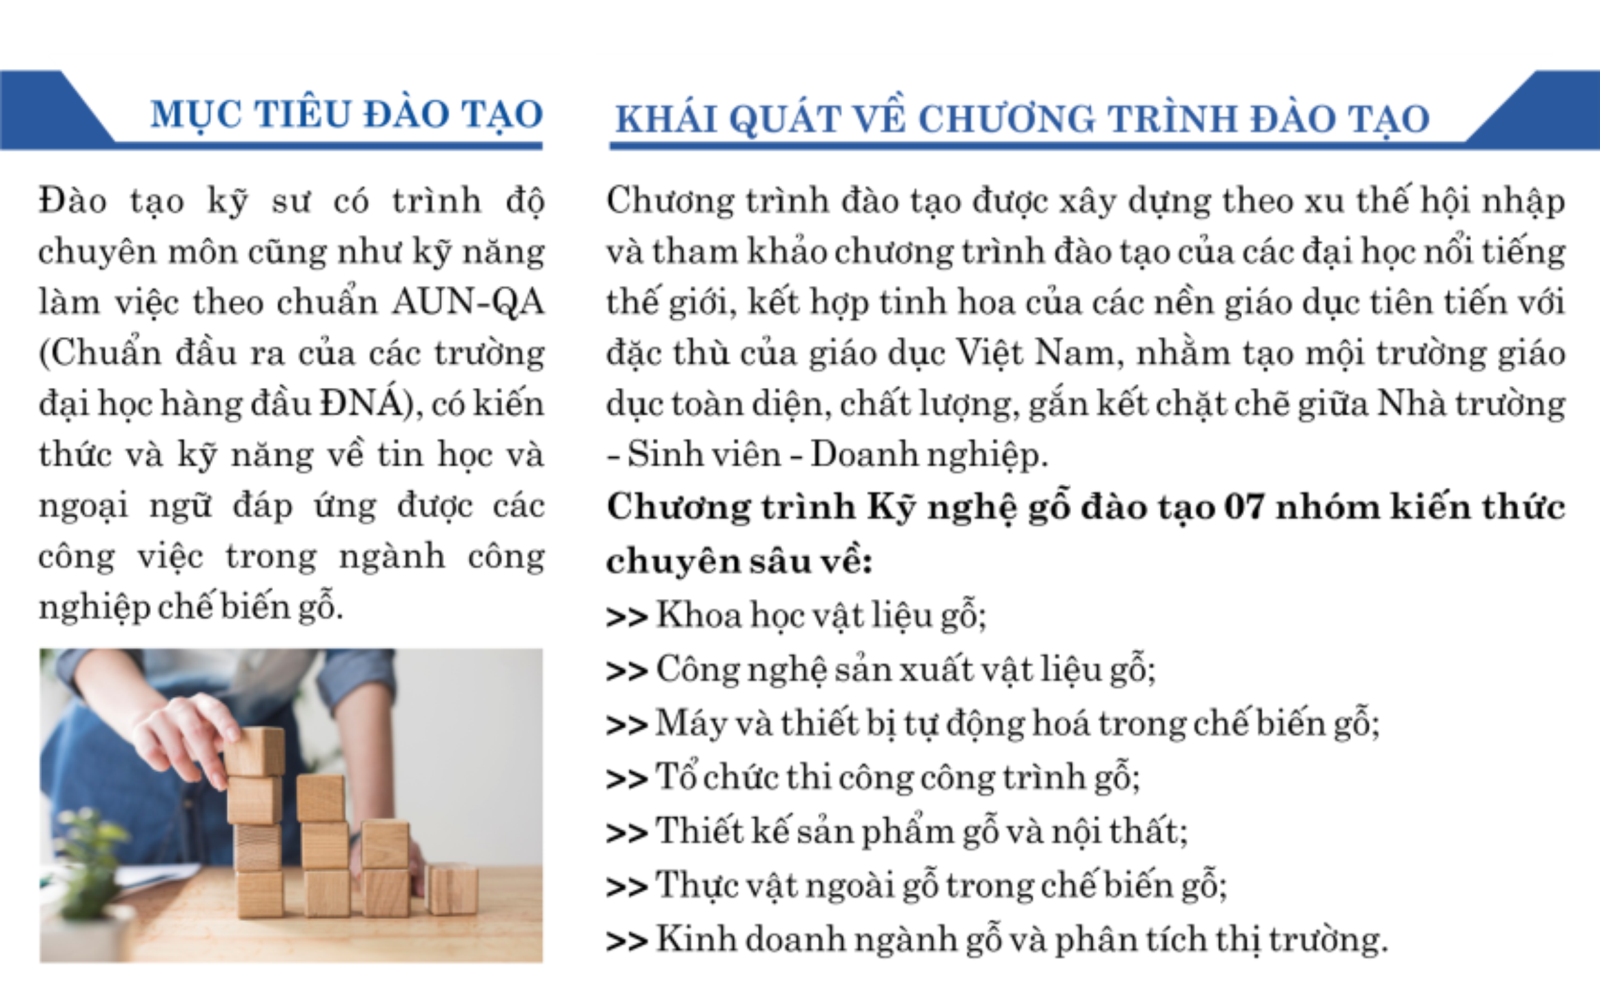 MỤC TIÊU ĐÀO TẠO
Đào tạo kỹ sư có trình độ
chuyên môn cũng như kỹ năng
làm việc theo chuẩn AUN-QA
(Chuẩn đầu ra của các trường
đại học hàng đầu ĐNÁ), có kiến
thức và kỹ năng về tin học và
ngoại ngữ đáp ứng được các
công việc trong ngành công
nghiệp chế biến gỗ.
KHÁI QUÁT VỀ CHƯƠNG TRÌNH ĐÀO TẠO
Chương trình đào tạo được xây dựng theo xu thế hội nhập
và tham khảo chương trình đào tạo của các đại học nổi tiếng
thế giới, kết hợp tinh hoa của các nền giáo dục tiên tiến với
đặc thù của giáo dục Việt Nam, nhằm tạo mội trường giáo
dục toàn diện, chất lượng, gắn kết chặt chẽ giữa Nhà trường
- Sinh viên - Doanh nghiệp.
Chương trình Kỹ nghệ gỗ đào tạo 07 nhóm kiến thức
chuyên sâu về:
>> Khoa học vật liệu gỗ;
>> Công nghệ sản xuất vật liệu gỗ;
>> Máy và thiết bị tự động hoá trong chế biến gỗ;
>> Tổ chức thi công công trình gỗ;
>> Thiết kế sản phẩm gỗ và nội thất;
>> Thực vật ngoài gỗ trong chế biến gỗ;
>> Kinh doanh ngành gỗ và phân tích thị trường.